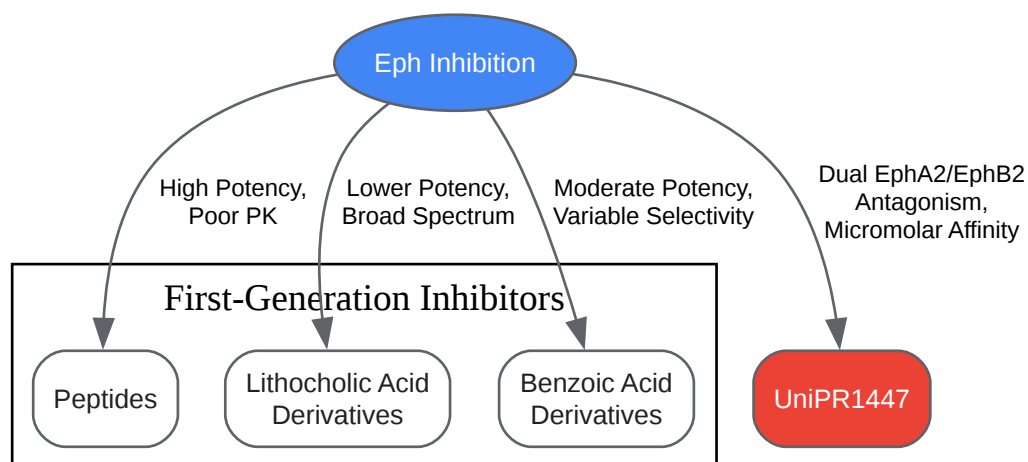 Eph Inhibition
High Potency,
Poor PK
Lower Potency,
Broad Spectrum
Moderate Potency,
Variable Selectivity
Dual EphA2/EphB2
Antagonism,
Micromolar Affinity
First-Generation Inhibitors
Peptides
Lithocholic Acid
Derivatives
Benzoic Acid
Derivatives
UniPR1447